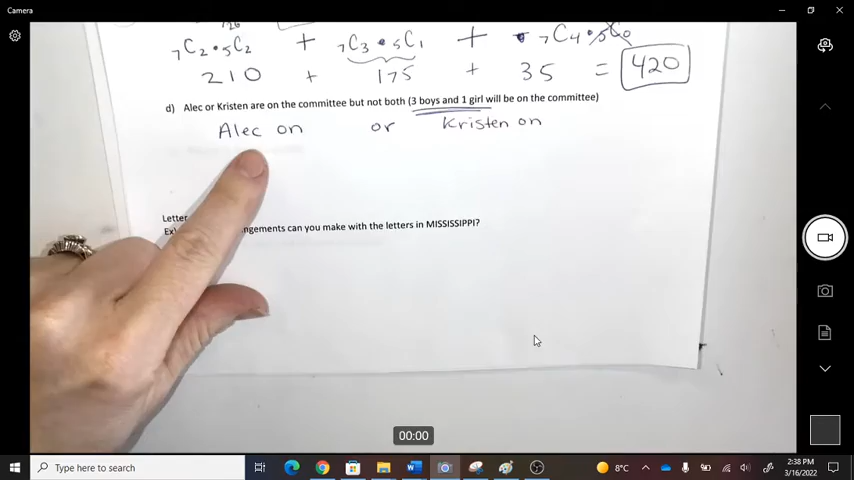 Camera
7C2 • 5C2 + 7C3 • 5C1 + 7C4 • 5C0
210 + 175 + 35 = 420
d) Alec or Kristen are on the committee but not both (3 boys and 1 girl will be on the committee)
Alec on or Kristen on
Letter
Ex) ngements can you make with the letters in MISSISSIPPI?
00:00
Type here to search
8°C
2:38 PM
3/16/2022